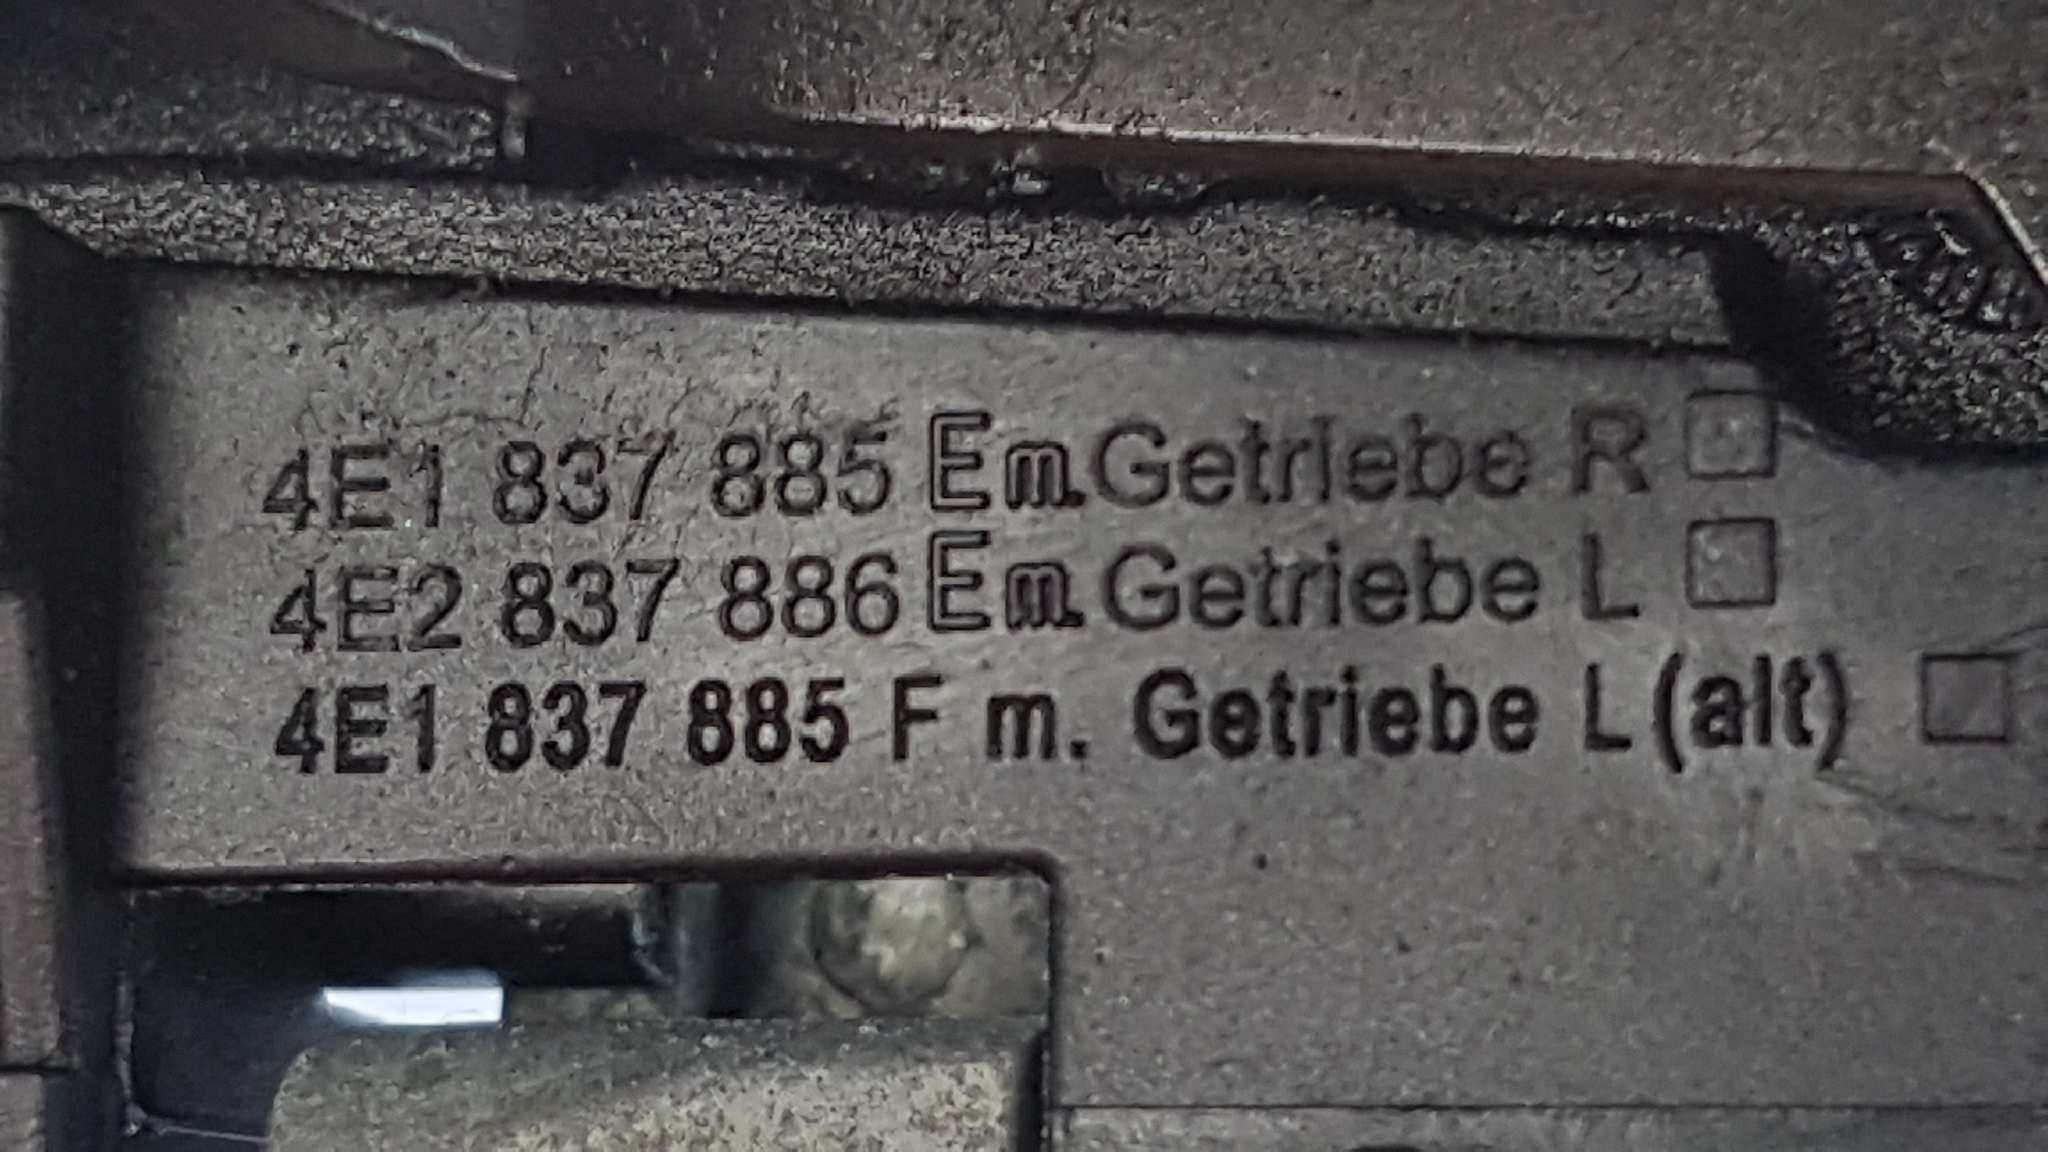 4E1 837 885 E m. Getriebe R
4E2 837 886 E m. Getriebe L
4E1 837 885 F m. Getriebe L (alt)